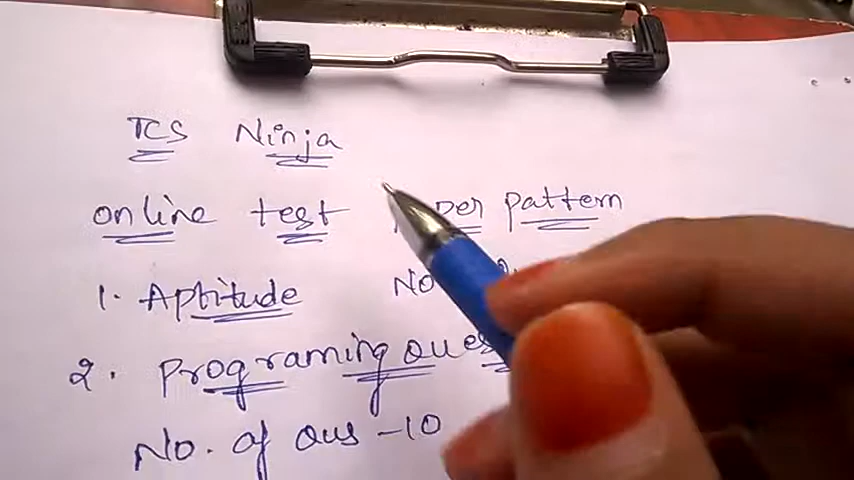 TCS Ninja
online test pattern
1. Aptitude No
2. Programing
No. of Qus - 10